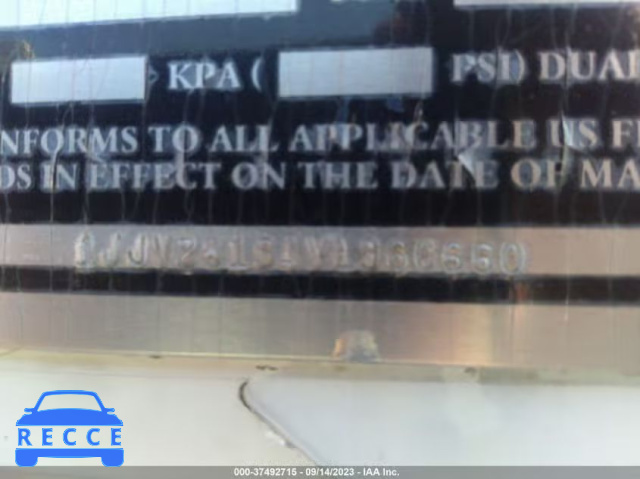 KPA ( PSI) DUAL
NFORMS TO ALL APPLICABLE US FE
DS IN EFFECT ON THE DATE OF MA
RECCE
000-37492715 - 09/14/2023 - IAA Inc.